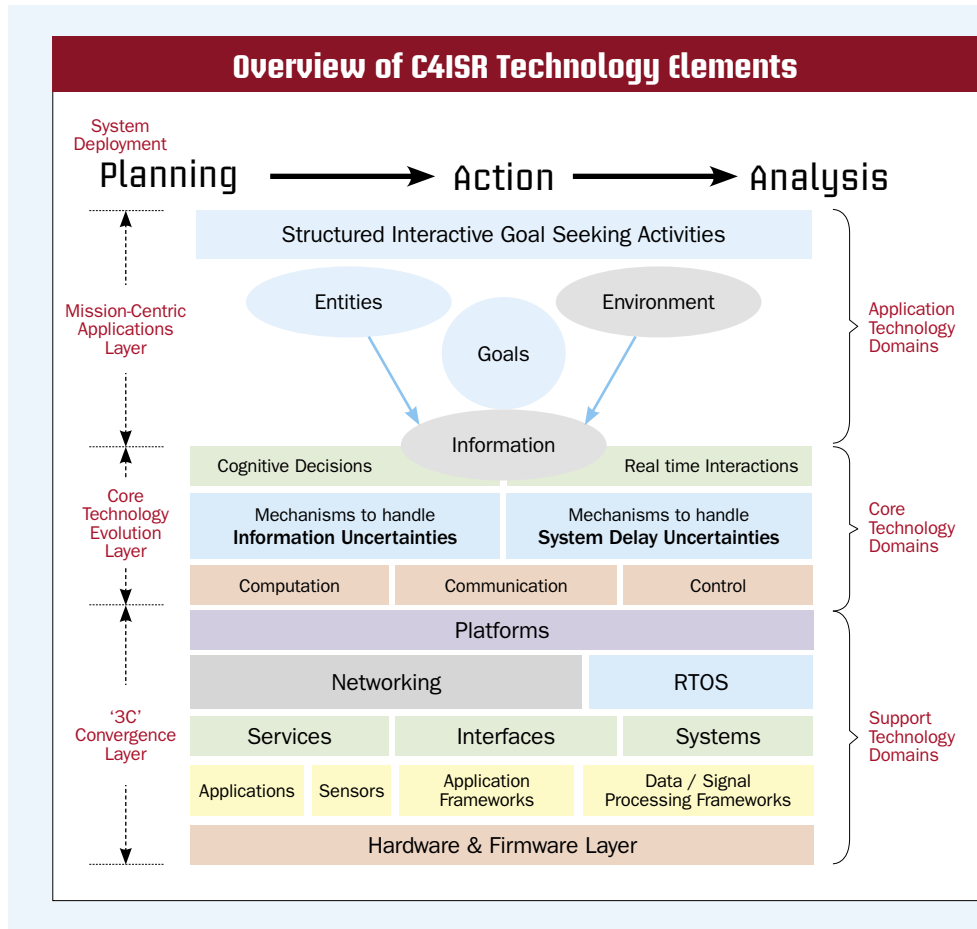 Overview of C4ISR Technology Elements
System
Deployment
Planning
Action
Analysis
Structured Interactive Goal Seeking Activities
Entities
Environment
Goals
Mission-Centric
Applications
Layer
Application
Technology
Domains
Information
Cognitive Decisions
Real time Interactions
Core
Technology
Evolution
Layer
Mechanisms to handle
Information Uncertainties
Mechanisms to handle
System Delay Uncertainties
Core
Technology
Domains
Computation
Communication
Control
Platforms
Networking
RTOS
'3C'
Convergence
Layer
Services
Interfaces
Systems
Support
Technology
Domains
Applications
Sensors
Application
Frameworks
Data / Signal
Processing Frameworks
Hardware & Firmware Layer